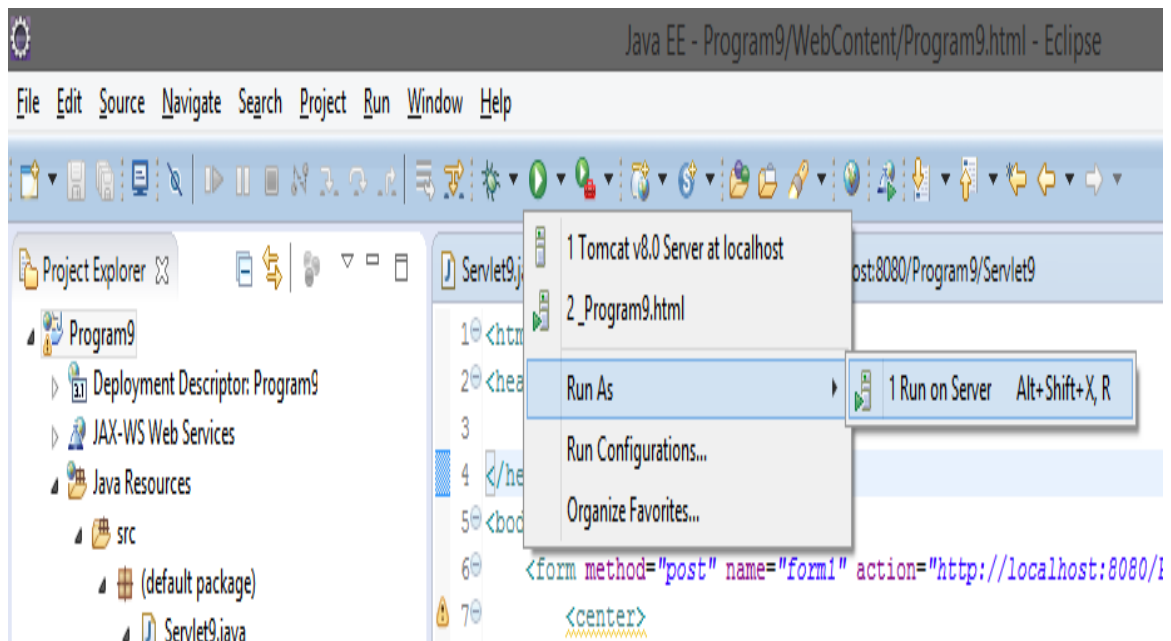 Java EE - Program9/WebContent/Program9.html - Eclipse
File Edit Source Navigate Search Project Run Window Help
Project Explorer
Program9
Deployment Descriptor: Program9
JAX-WS Web Services
Java Resources
src
(default package)
Servlet9.java
Servlet9.j
ost:8080/Program9/Servlet9
1 Tomcat v8.0 Server at localhost
2 _Program9.html
Run As
1 Run on Server Alt+Shift+X, R
Run Configurations...
Organize Favorites...
1 <htm
2 <hea
3
4 </he
5 <bod
6 <form method="post" name="form1" action="http://localhost:8080/
7 <center>